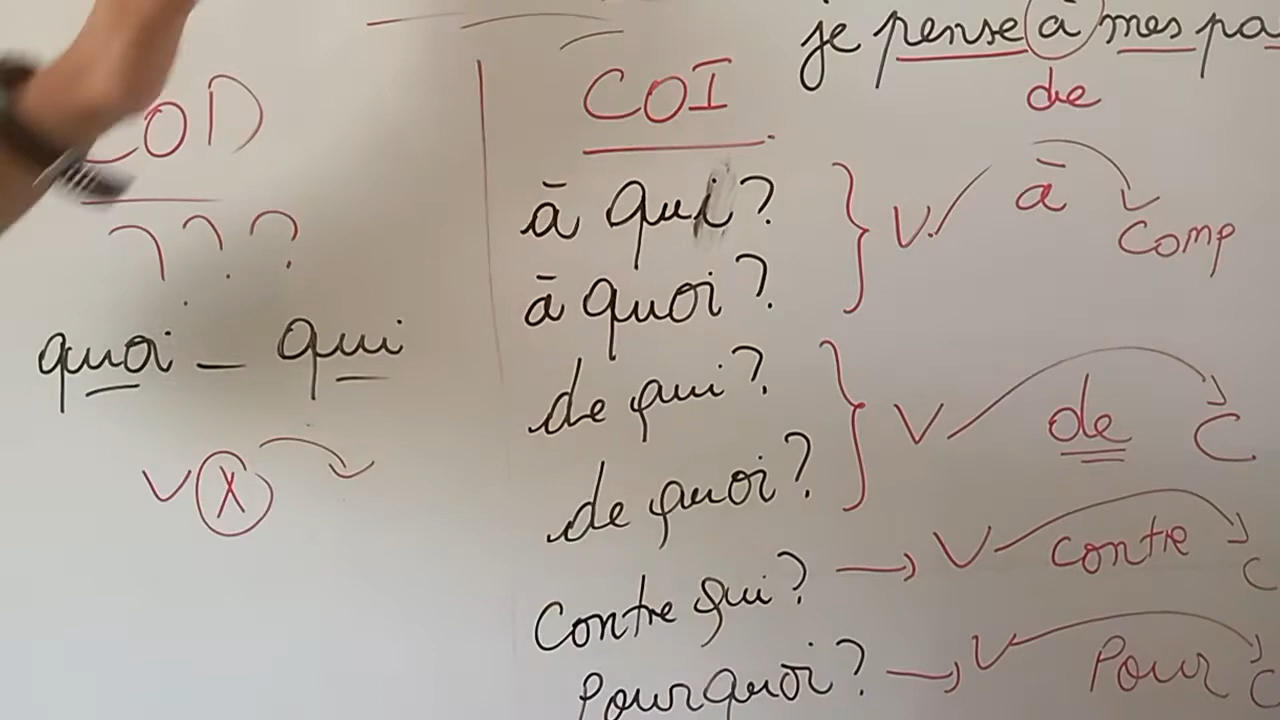 je pense à mes pa
de
COD
? ? ?
quoi – qui
V X
COI
à qui? V à Comp
à quoi?
de qui? V de C
de quoi?
Contre qui? → V contre C
Pourquoi? → V Pour C